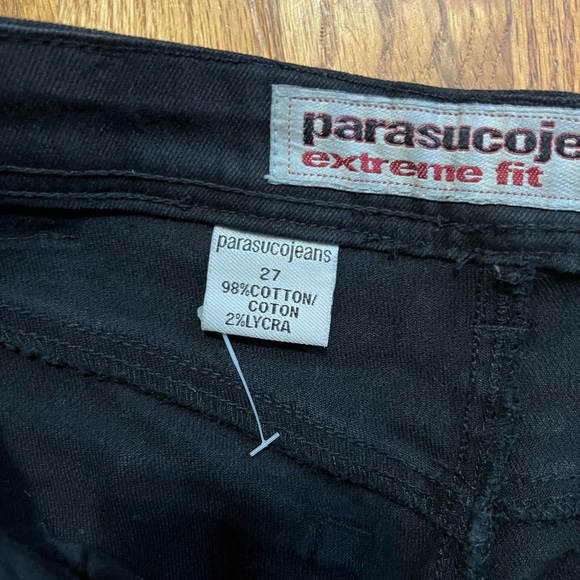 parasucoje
extreme fit
parasucojeans
27
98%COTTON/
COTON
2%LYCRA